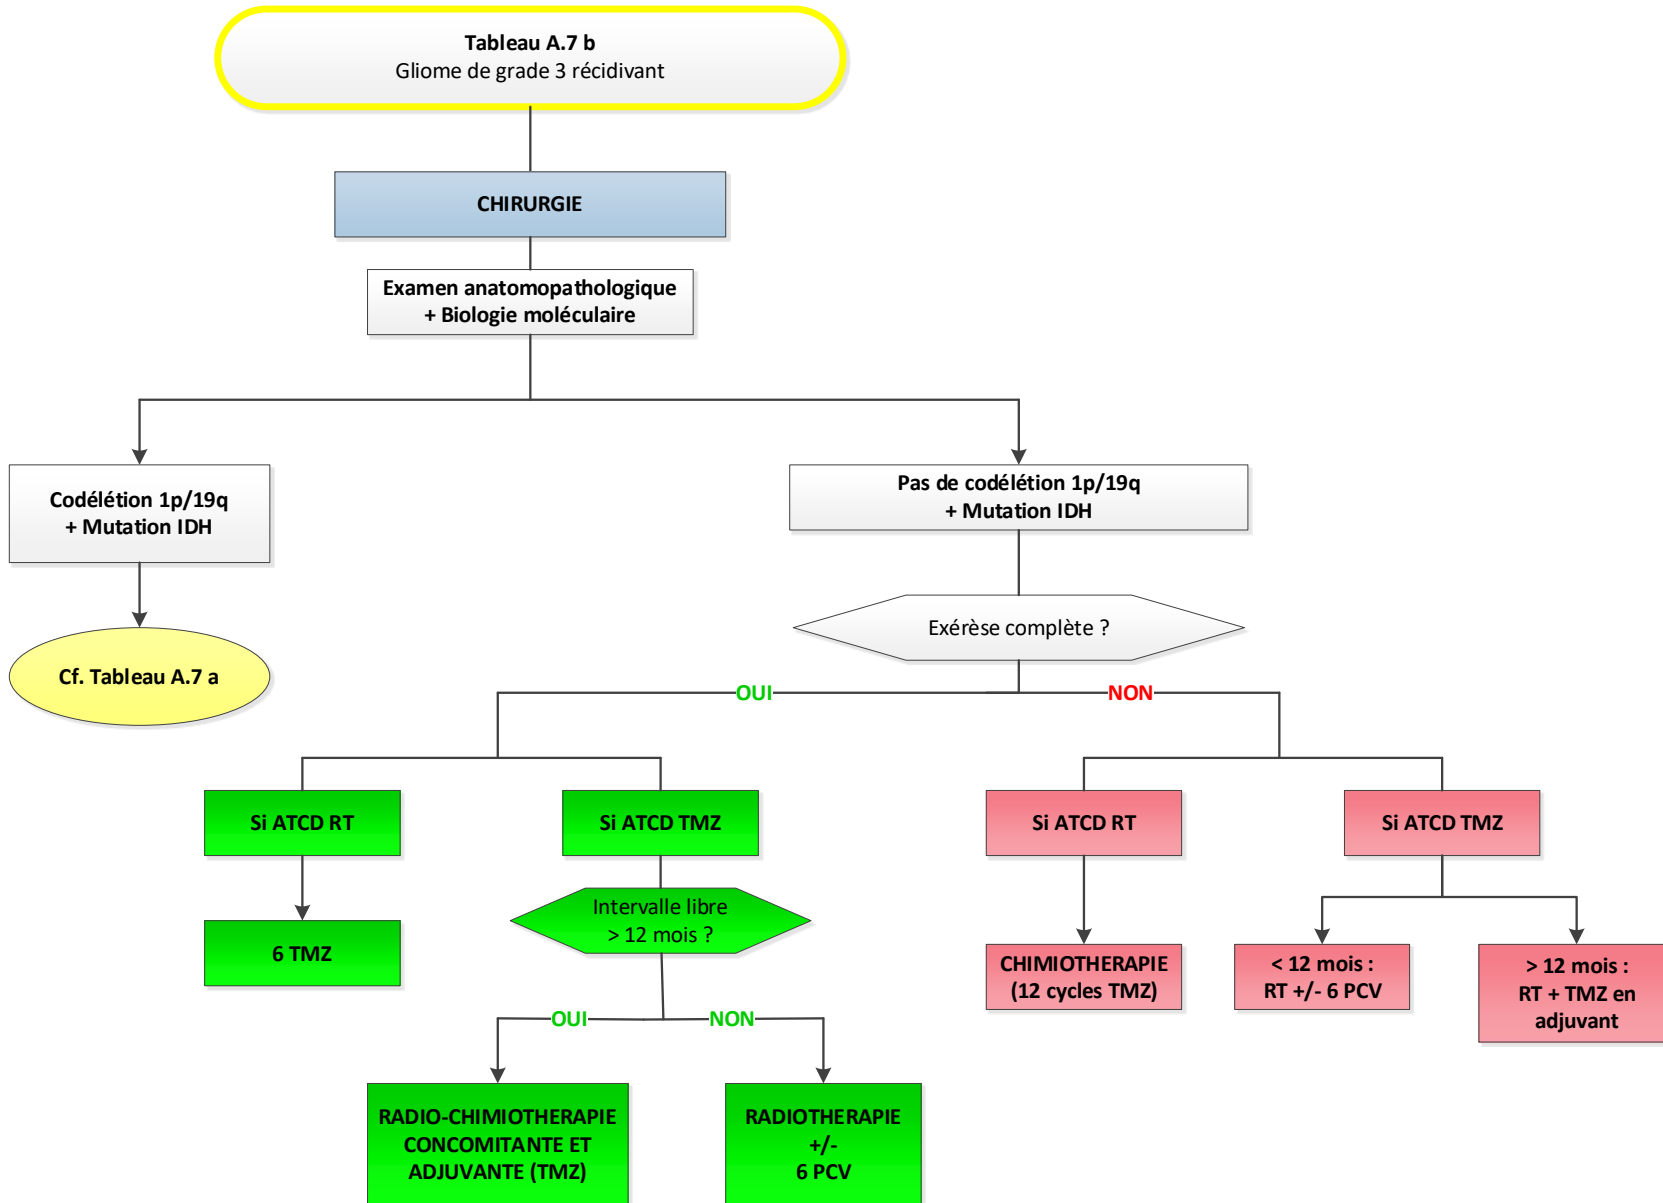 Tableau A.7 b
Gliome de grade 3 récidivant
CHIRURGIE
Examen anatomopathologique
+ Biologie moléculaire
Codélétion 1p/19q
+ Mutation IDH
Pas de codélétion 1p/19q
+ Mutation IDH
Cf. Tableau A.7 a
Exérèse complète ?
OUI
NON
Si ATCD RT
Si ATCD TMZ
Si ATCD RT
Si ATCD TMZ
6 TMZ
Intervalle libre
> 12 mois ?
CHIMIOTHERAPIE
(12 cycles TMZ)
< 12 mois :
RT +/- 6 PCV
> 12 mois :
RT + TMZ en
adjuvant
OUI
NON
RADIO-CHIMIOTHERAPIE
CONCOMITANTE ET
ADJUVANTE (TMZ)
RADIOTHERAPIE
+/-
6 PCV